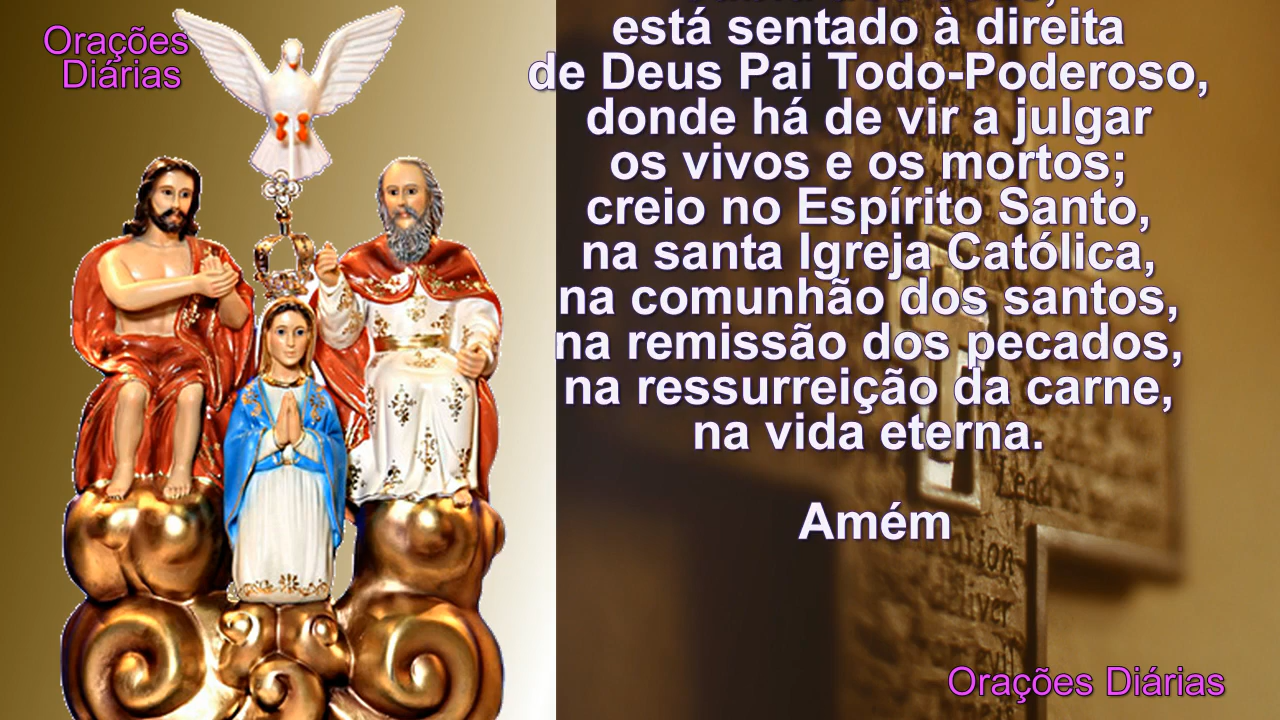 Orações
Diárias
está sentado à direita
de Deus Pai Todo-Poderoso,
donde há de vir a julgar
os vivos e os mortos;
creio no Espírito Santo,
na santa Igreja Católica,
na comunhão dos santos,
na remissão dos pecados,
na ressurreição da carne,
na vida eterna.
Amém
Lead
liver
Orações Diárias